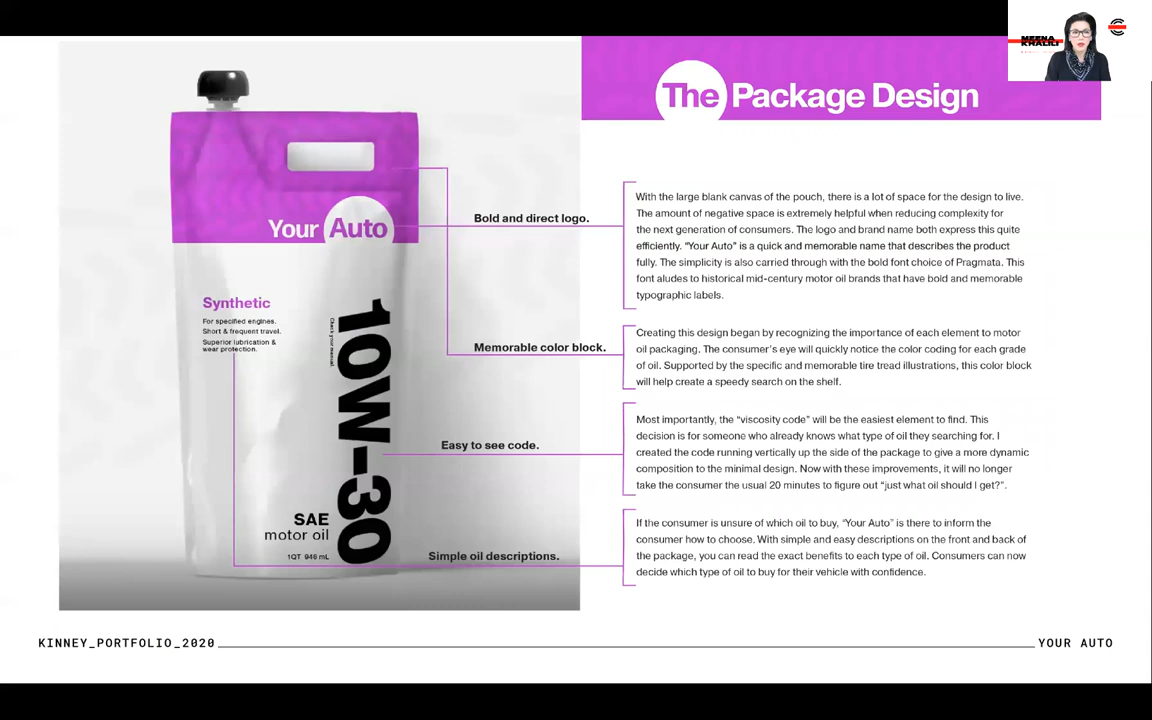 MEENA
KHALILI
The Package Design
Your Auto
Synthetic
For specified engines.
Short & frequent travel.
Superior lubrication &
wear protection.
Check your manual.
10W-30
SAE
motor oil
1QT 946 mL
Bold and direct logo.
With the large blank canvas of the pouch, there is a lot of space for the design to live.
The amount of negative space is extremely helpful when reducing complexity for
the next generation of consumers. The logo and brand name both express this quite
efficiently. "Your Auto" is a quick and memorable name that describes the product
fully. The simplicity is also carried through with the bold font choice of Pragmata. This
font aludes to historical mid-century motor oil brands that have bold and memorable
typographic labels.
Memorable color block.
Creating this design began by recognizing the importance of each element to motor
oil packaging. The consumer's eye will quickly notice the color coding for each grade
of oil. Supported by the specific and memorable tire tread illustrations, this color block
will help create a speedy search on the shelf.
Easy to see code.
Most importantly, the "viscosity code" will be the easiest element to find. This
decision is for someone who already knows what type of oil they searching for. I
created the code running vertically up the side of the package to give a more dynamic
composition to the minimal design. Now with these improvements, it will no longer
take the consumer the usual 20 minutes to figure out "just what oil should I get?".
Simple oil descriptions.
If the consumer is unsure of which oil to buy, "Your Auto" is there to inform the
consumer how to choose. With simple and easy descriptions on the front and back of
the package, you can read the exact benefits to each type of oil. Consumers can now
decide which type of oil to buy for their vehicle with confidence.
KINNEY_PORTFOLIO_2020
YOUR AUTO